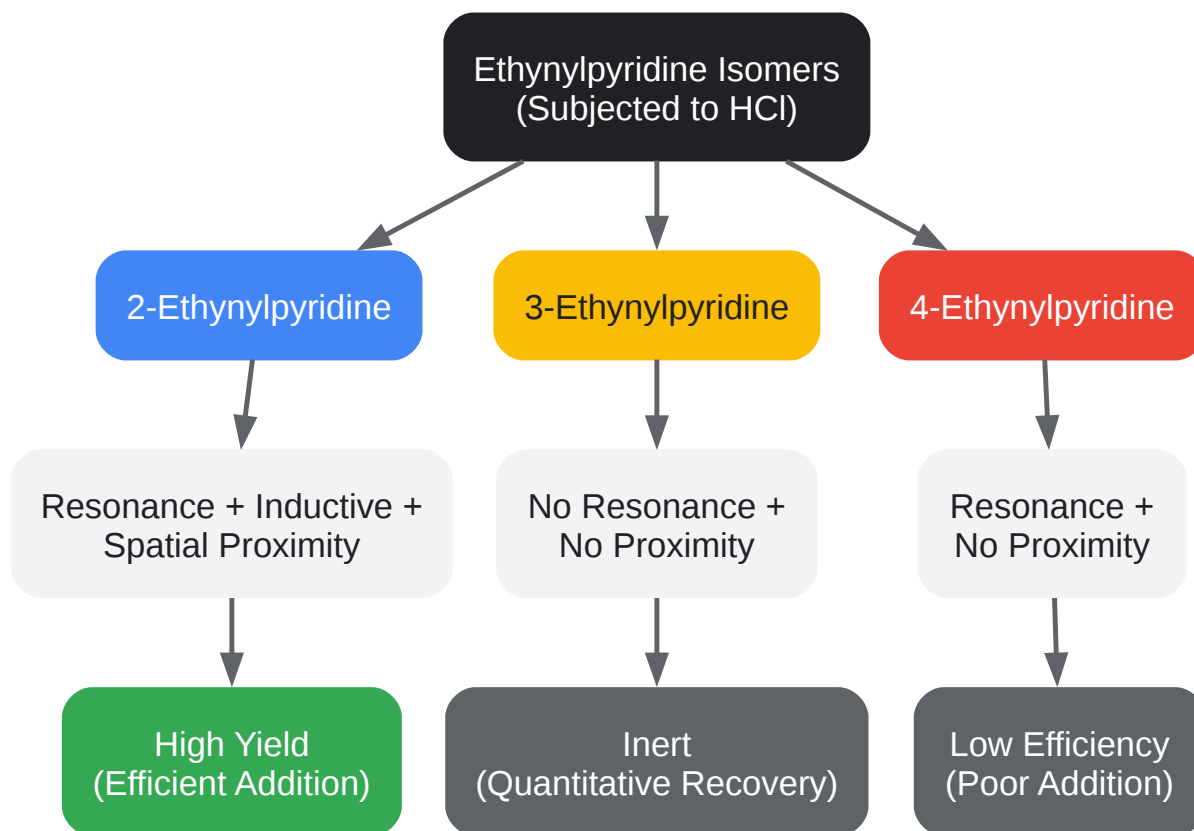 Ethynylpyridine Isomers
(Subjected to HCl)
2-Ethynylpyridine
3-Ethynylpyridine
4-Ethynylpyridine
Resonance + Inductive +
Spatial Proximity
No Resonance +
No Proximity
Resonance +
No Proximity
High Yield
(Efficient Addition)
Inert
(Quantitative Recovery)
Low Efficiency
(Poor Addition)